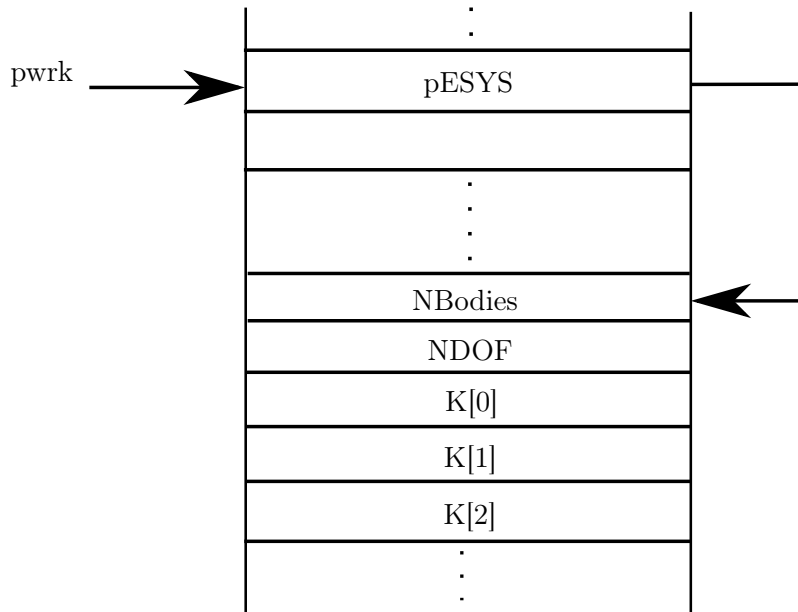 pwrk
pESYS
NBodies
NDOF
K[0]
K[1]
K[2]